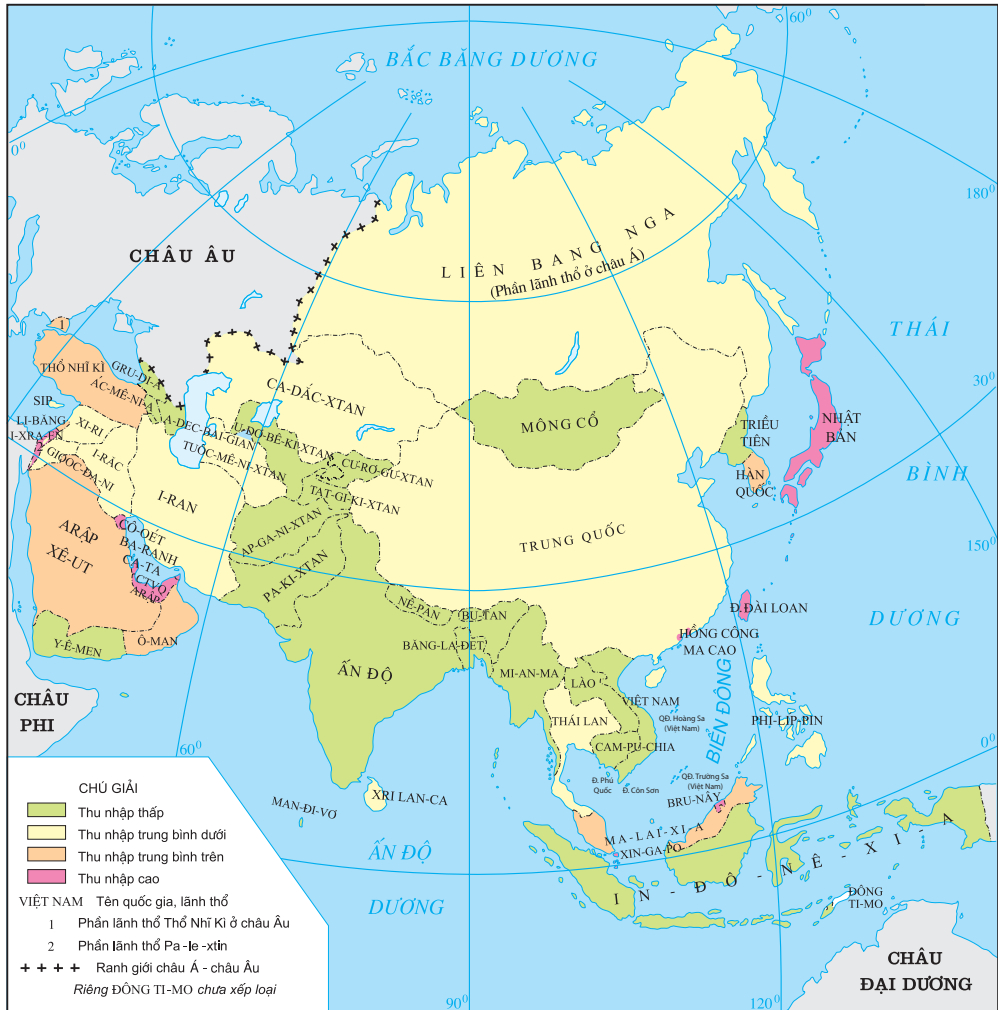 60⁰
BẮC BĂNG DƯƠNG
0⁰
180⁰
LIÊN BANG NGA
(Phần lãnh thổ ở châu Á)
CHÂU ÂU
THÁI
1
GRU-DI-A
THỔ NHĨ KÌ
ÁC-MÊ-NI-A
CA-DẮC-XTAN
30⁰
SIP
A-DEC-BAI-GIAN
U-DƠ-BÊ-KI-XTAN
MÔNG CỔ
TRIỀU
TIÊN
NHẬT
BẢN
LI-BĂNG
XI-RI
I-XRA-EN
2
I-RẮC
TUỐC-MÊ-NI-XTAN
CƯ-RƠ-GƯ-XTAN
BÌNH
GIOÓC-ĐA-NI
I-RAN
TAT-GI-KI-XTAN
HÀN
QUỐC
ARẬP
XÊ-UT
CÔ-OÉT
BA-RANH
CA-TA
CTVQ
ARẬP
AP-GA-NI-XTAN
PA-KI-XTAN
TRUNG QUỐC
150⁰
NÊ-PAN
BU-TAN
Đ.ĐÀI LOAN
DƯƠNG
Y-Ê-MEN
Ô-MAN
BĂNG-LA-ĐET
HỒNG CÔNG
MA CAO
ẤN ĐỘ
MI-AN-MA
LÀO
CHÂU
PHI
VIỆT NAM
THÁI LAN
QĐ. Hoàng Sa
(Việt Nam)
BIỂN ĐÔNG
PHI-LIP-PIN
60⁰
CAM-PU-CHIA
0⁰
Đ. Phú
Quốc
Đ. Côn Sơn
QĐ. Trường Sa
(Việt Nam)
XRI LAN-CA
MAN-ĐI-VƠ
BRU-NÂY
MA-LAI-XI-A
XIN-GA-PO
ẤN ĐỘ
DƯƠNG
IN-ĐÔ-NÊ-XI-A
ĐÔNG
TI-MO
CHÂU
ĐẠI DƯƠNG
90⁰
120⁰
CHÚ GIẢI
Thu nhập thấp
Thu nhập trung bình dưới
Thu nhập trung bình trên
Thu nhập cao
VIỆT NAM Tên quốc gia, lãnh thổ
1 Phần lãnh thổ Thổ Nhĩ Kì ở châu Âu
2 Phần lãnh thổ Pa-le-xtin
++++ Ranh giới châu Á - châu Âu
Riêng ĐÔNG TI-MO chưa xếp loại